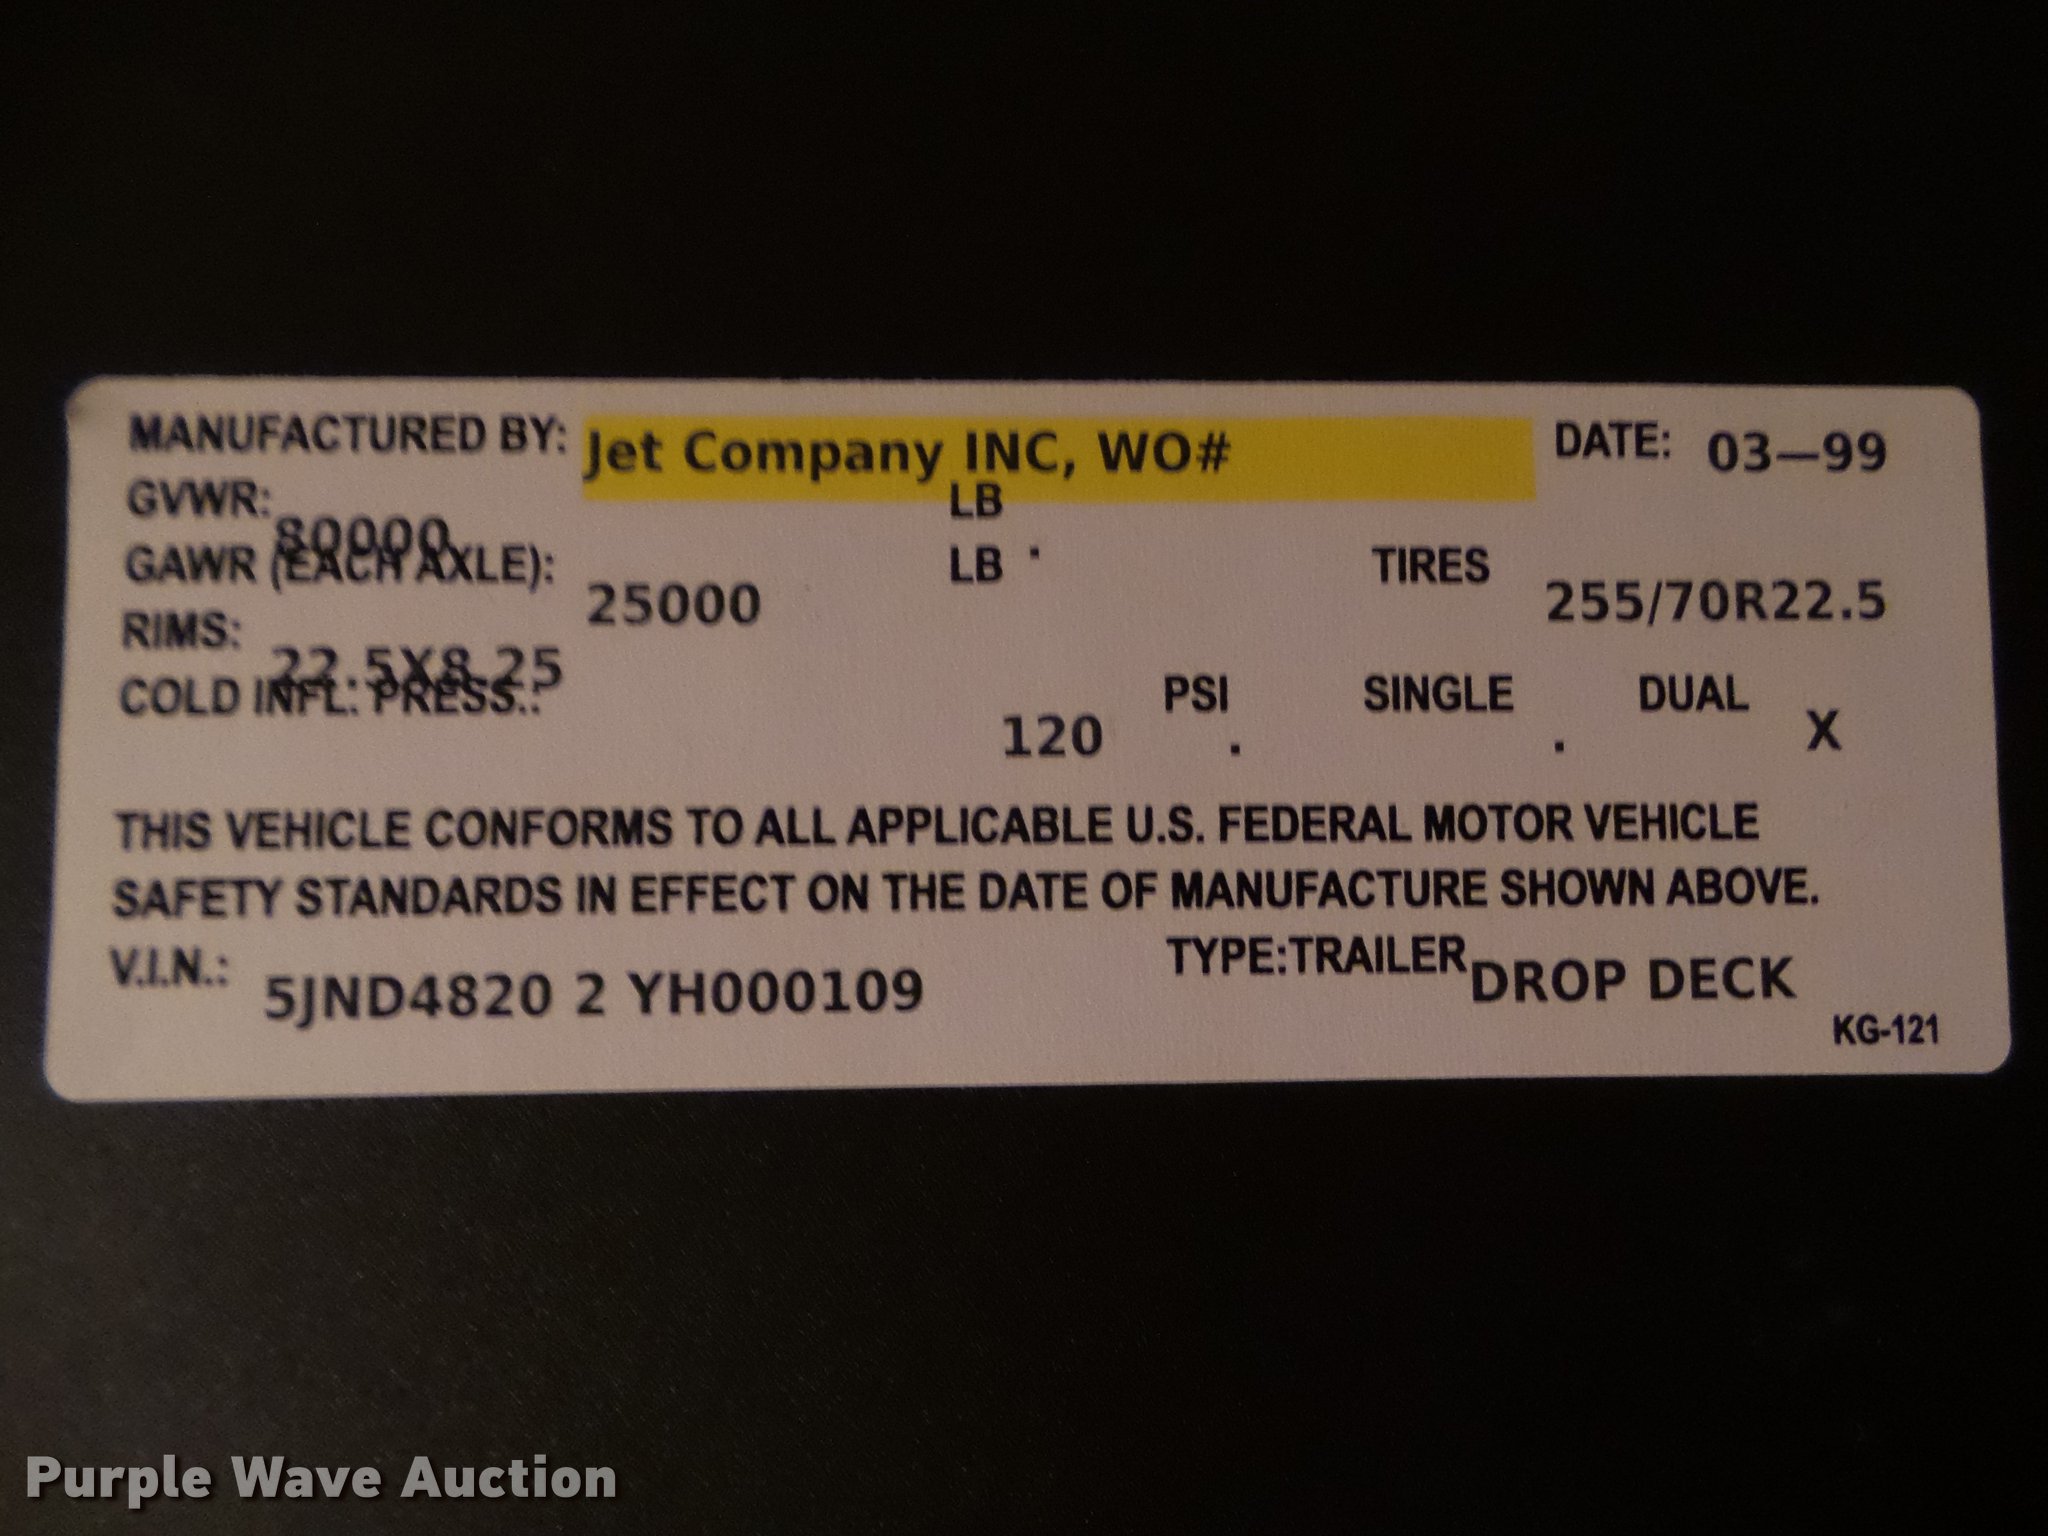 MANUFACTURED BY: Jet Company INC, WO# DATE: 03—99
GVWR: 80000 LB
GAWR (EACH AXLE): 25000 LB . TIRES 255/70R22.5
RIMS: 22.5X8.25
COLD INFL. PRESS.: 120 PSI . SINGLE . DUAL X
THIS VEHICLE CONFORMS TO ALL APPLICABLE U.S. FEDERAL MOTOR VEHICLE
SAFETY STANDARDS IN EFFECT ON THE DATE OF MANUFACTURE SHOWN ABOVE.
V.I.N.: 5JND4820 2 YH000109 TYPE:TRAILER DROP DECK
KG-121
Purple Wave Auction